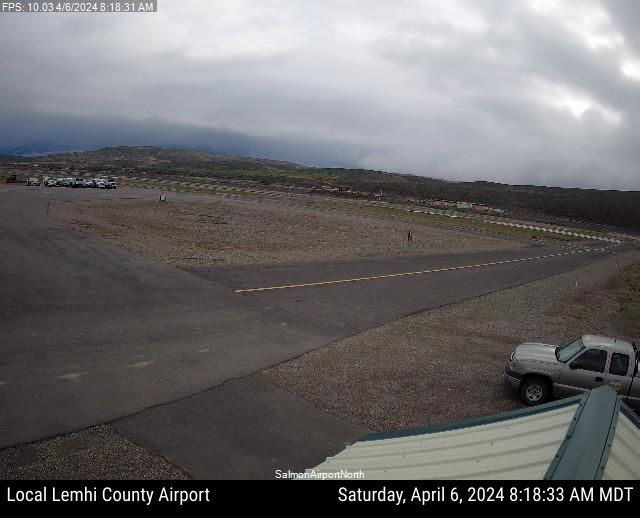 FPS: 10.03 4/6/2024 8:18:31 AM
SalmonAirportNorth
Local Lemhi County Airport Saturday, April 6, 2024 8:18:33 AM MDT